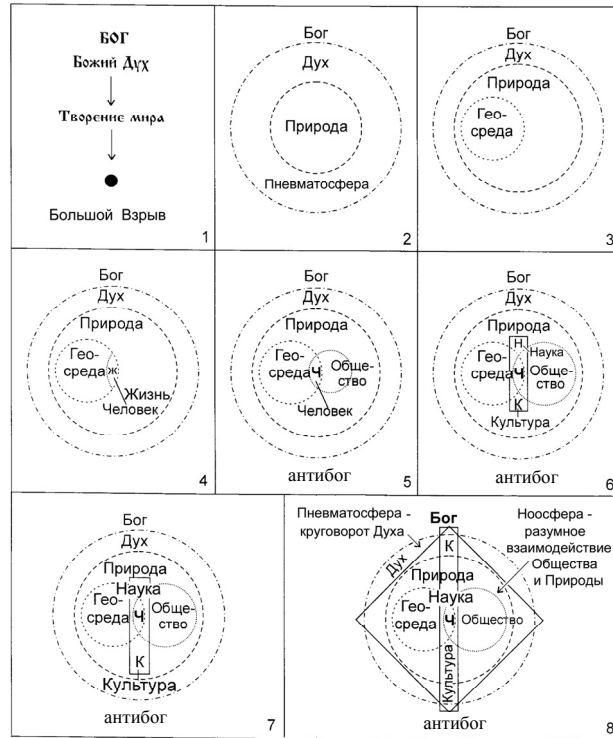 БОГ
Божий Дух
Творение мира
Большой Взрыв
1
Бог
Дух
Природа
Пневматосфера
2
Бог
Дух
Природа
Гео-
среда
3
Бог
Дух
Природа
Гео-
среда
ж
Жизнь,
Человек
4
Бог
Дух
Природа
Гео-
среда
Ч
Обще-
ство
Человек
антибог
5
Бог
Дух
Природа
Н
Гео-
среда
Наука
Ч
Обще-
ство
К
Культура
антибог
6
Бог
Дух
Природа
Наука
Гео-
среда
Ч
Обще-
ство
К
Культура
антибог
7
Пневматосфера -
круговорот Духа
Бог
Ноосфера -
разумное
взаимодействие
Общества
и Природы
К
Дух
Природа
Наука
Гео-
среда
Ч
Общество
Культура
антибог
8